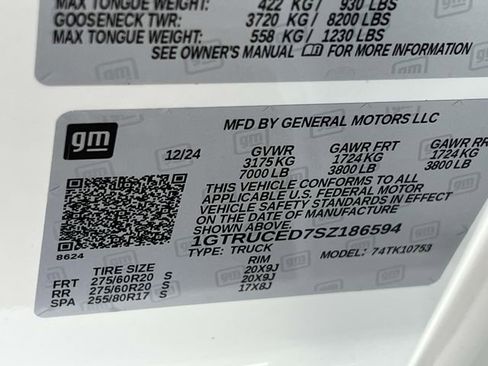 MAX TONGUE WEIGHT: 422 KG / 930 LBS
GOOSENECK TWR: 3720 KG / 8200 LBS
MAX TONGUE WEIGHT: 558 KG / 1230 LBS
SEE OWNER'S MANUAL FOR MORE INFORMATION
gm
MFD BY GENERAL MOTORS LLC
12/24 GVWR GAWR FRT GAWR RR
3175 KG 1724 KG 1724 KG
7000 LB 3800 LB 3800 LB
THIS VEHICLE CONFORMS TO ALL
APPLICABLE U.S. FEDERAL MOTOR
VEHICLE SAFETY STANDARDS IN EFFECT
ON THE DATE OF MANUFACTURE SHOWN ABOVE.
1GTRUCED7SZ186594
8624
TYPE: TRUCK MODEL: 74TK10753
TIRE SIZE RIM
FRT 275/60R20 S 20X9J
RR 275/60R20 S 20X9J
SPA 255/80R17 S 17X8J